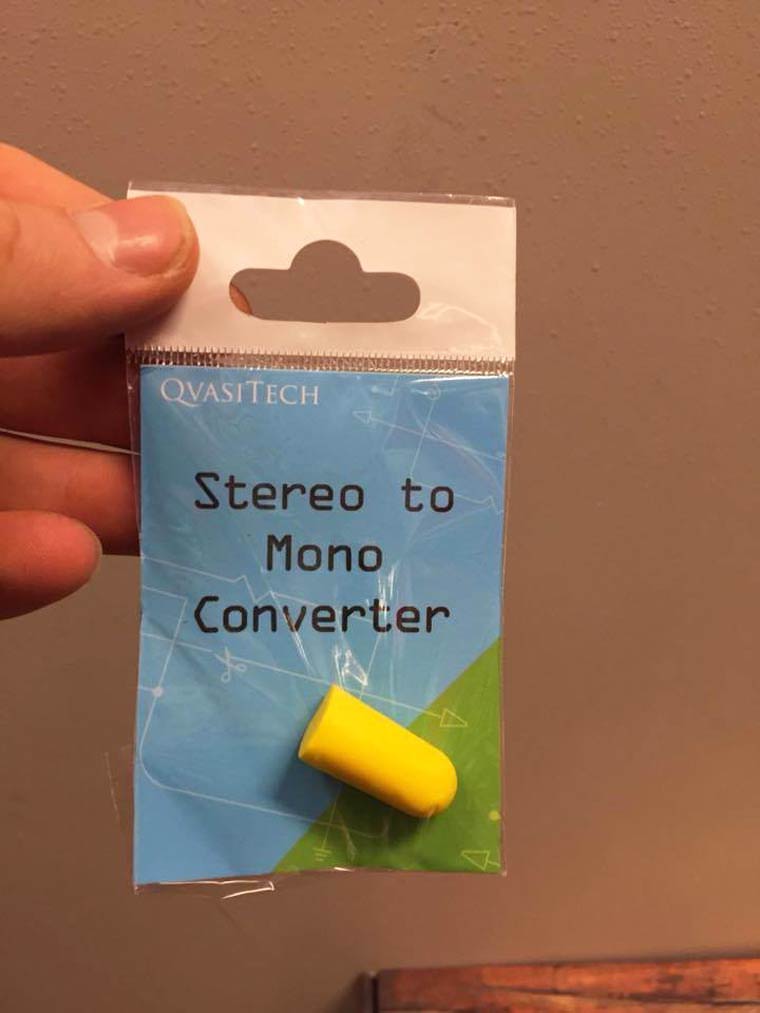 QVASITECH
Stereo to
Mono
Converter